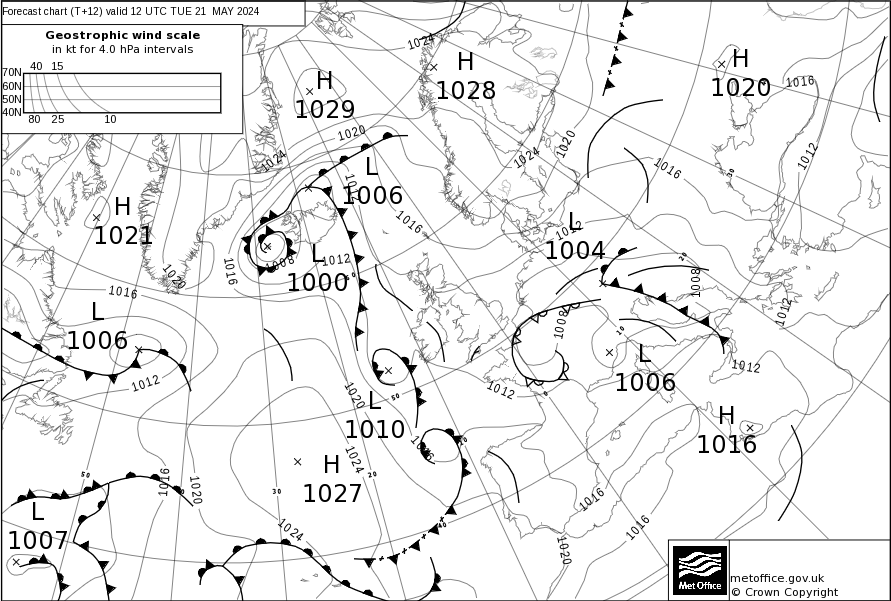 Forecast chart (T+12) valid 12 UTC TUE 21 MAY 2024
Geostrophic wind scale
in kt for 4.0 hPa intervals
40 15
70N
60N
50N
40N
80 25 10
H
1029
H
1028
H
1020
1024
1016
1020
1020
1024
1024
1012
1016
L
1006
H
1021
1016
L
1004
1012
L
1000
1008
1012
1016
1020
1016
1008
1012
1008
L
1006
1012
L
1006
1012
1012
L
1010
1020
H
1016
1016
1024
H
1027
1016
1020
1024
1016
1016
1020
L
1007
50
30
20
50
40
10
20
Met Office
metoffice.gov.uk
© Crown Copyright